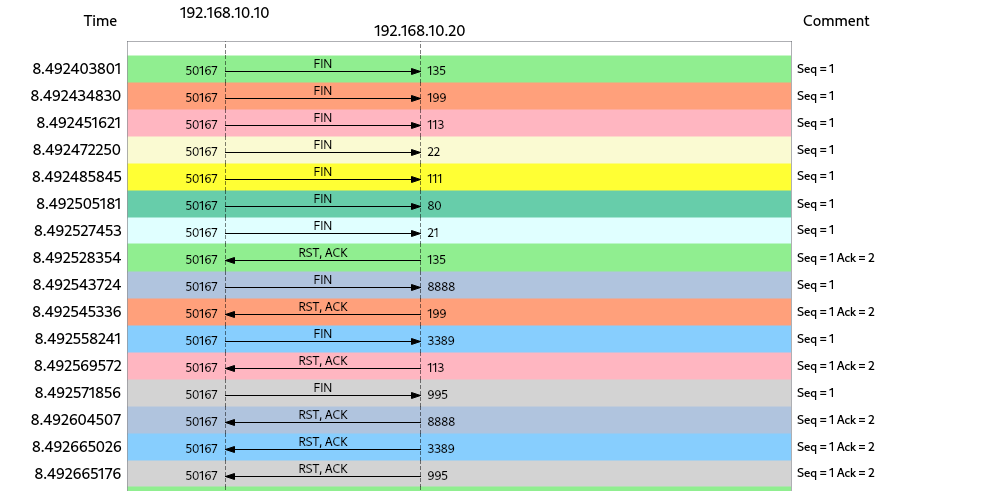 192.168.10.10
Time 192.168.10.20 Comment
8.492403801 50167 FIN 135 Seq = 1
8.492434830 50167 FIN 199 Seq = 1
8.492451621 50167 FIN 113 Seq = 1
8.492472250 50167 FIN 22 Seq = 1
8.492485845 50167 FIN 111 Seq = 1
8.492505181 50167 FIN 80 Seq = 1
8.492527453 50167 FIN 21 Seq = 1
8.492528354 50167 RST, ACK 135 Seq = 1 Ack = 2
8.492543724 50167 FIN 8888 Seq = 1
8.492545336 50167 RST, ACK 199 Seq = 1 Ack = 2
8.492558241 50167 FIN 3389 Seq = 1
8.492569572 50167 RST, ACK 113 Seq = 1 Ack = 2
8.492571856 50167 FIN 995 Seq = 1
8.492604507 50167 RST, ACK 8888 Seq = 1 Ack = 2
8.492665026 50167 RST, ACK 3389 Seq = 1 Ack = 2
8.492665176 50167 RST, ACK 995 Seq = 1 Ack = 2